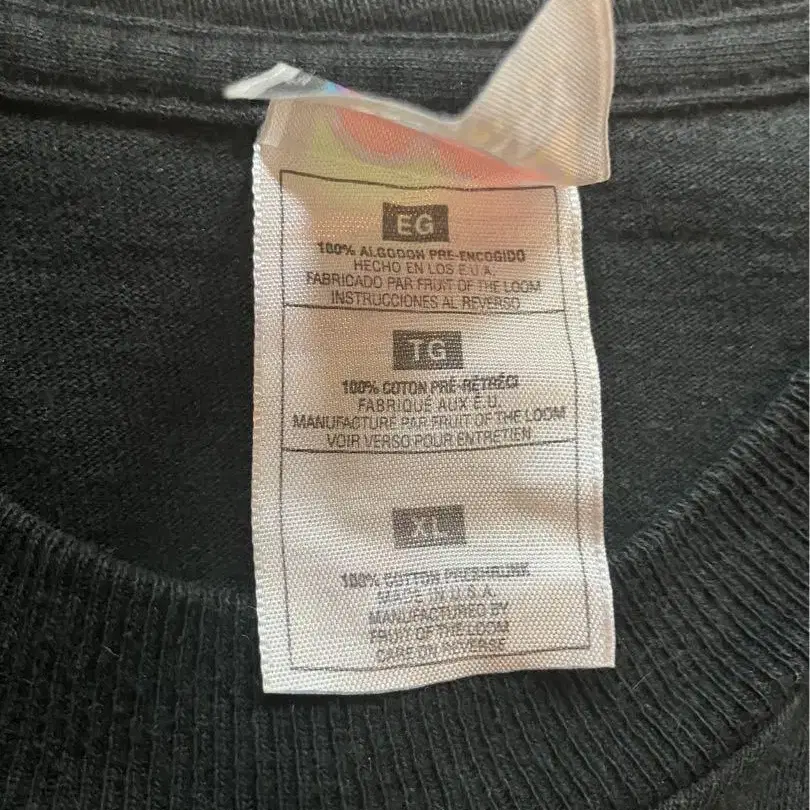 EG
100% ALGODON PRE-ENCOGIDO
HECHO EN LOS E.U.A.
FABRICADO PAR FRUIT OF THE LOOM
INSTRUCCIONES AL REVERSO
TG
100% COTON PRÉ-RÉTRÉCI
FABRIQUÉ AUX É.U.
MANUFACTURE PAR FRUIT OF THE LOOM
VOIR VERSO POUR ENTRETIEN
XL
100% COTTON PRESHRUNK
MADE IN U.S.A.
MANUFACTURED BY
FRUIT OF THE LOOM
CARE ON REVERSE